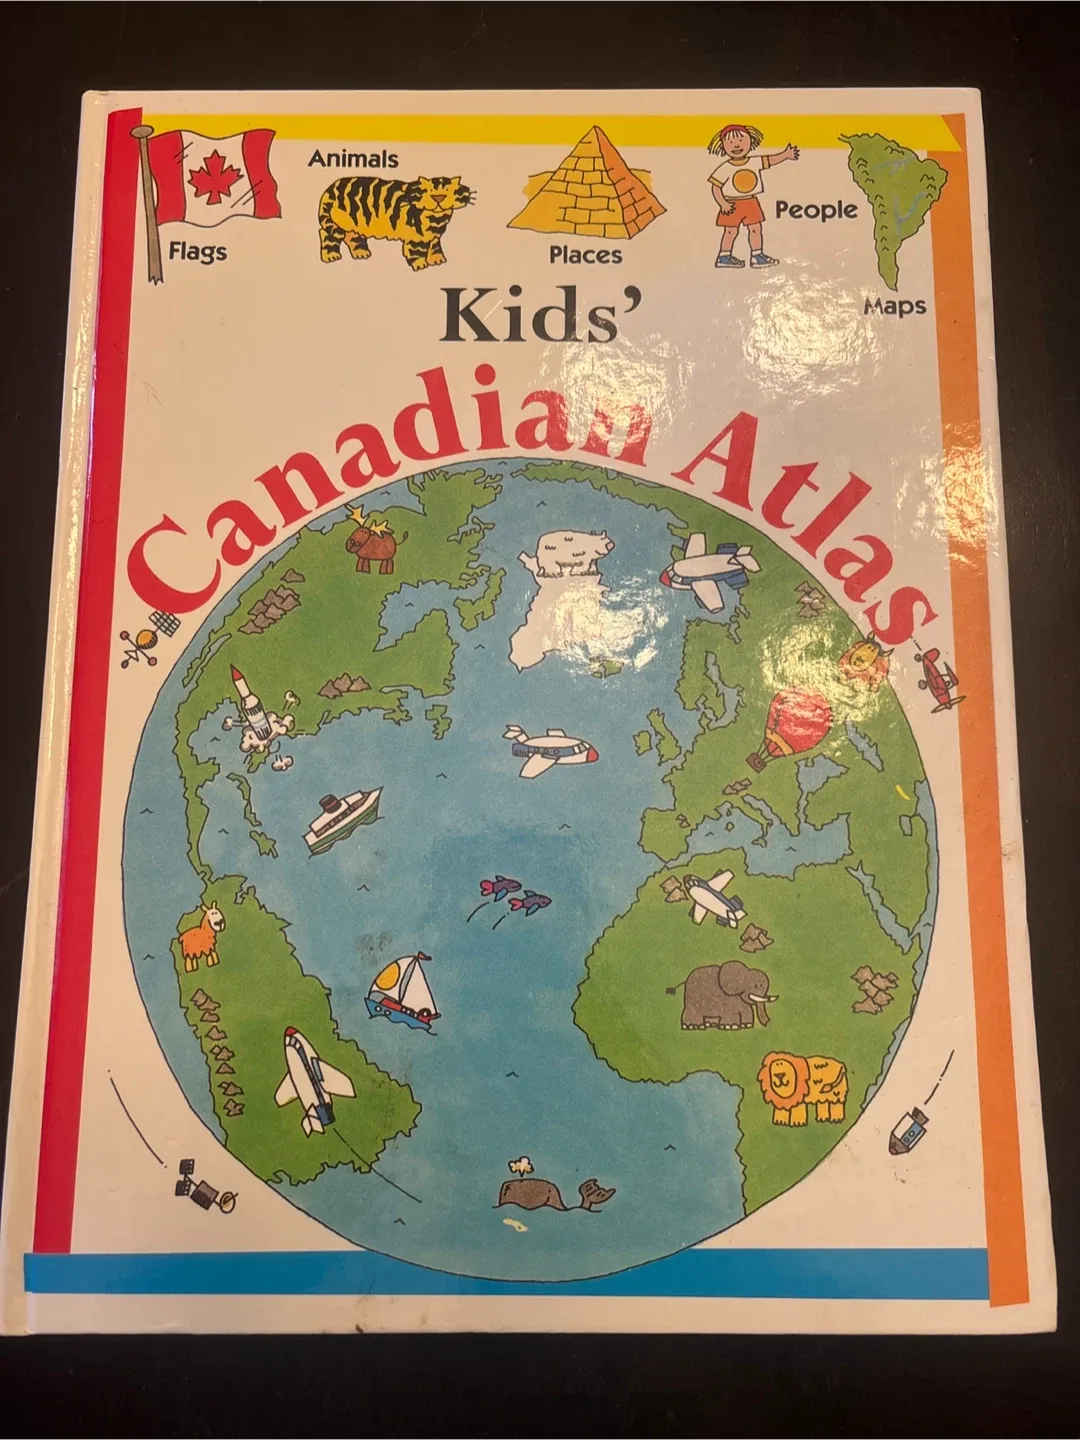 Animals
People
Flags
Places
Maps
Kids’
Canadian Atlas